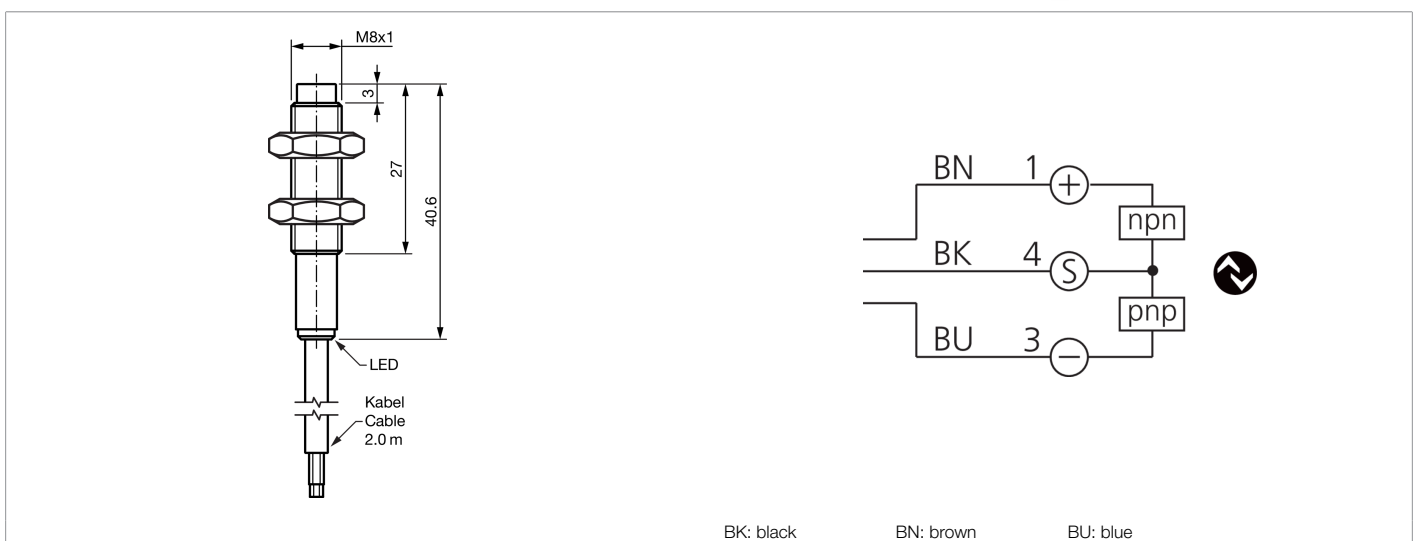 M8x1
3
27
40.6
LED
Kabel
Cable
2.0 m
BN 1 +
npn
BK 4 S
pnp
BU 3 −
BK: black BN: brown BU: blue